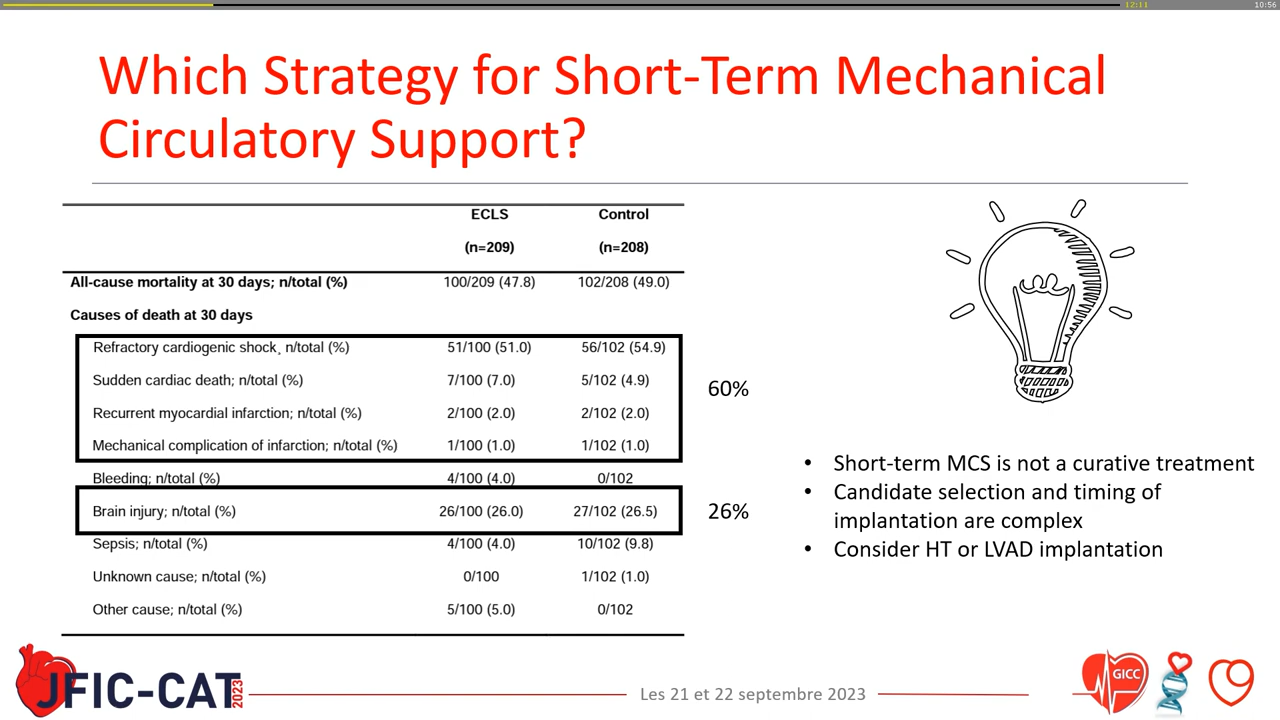 12:11
10:56
Which Strategy for Short-Term Mechanical
Circulatory Support?
ECLS Control
(n=209) (n=208)
All-cause mortality at 30 days; n/total (%) 100/209 (47.8) 102/208 (49.0)
Causes of death at 30 days
Refractory cardiogenic shock, n/total (%) 51/100 (51.0) 56/102 (54.9)
Sudden cardiac death; n/total (%) 7/100 (7.0) 5/102 (4.9)
Recurrent myocardial infarction; n/total (%) 2/100 (2.0) 2/102 (2.0)
Mechanical complication of infarction; n/total (%) 1/100 (1.0) 1/102 (1.0)
60%
Bleeding; n/total (%) 4/100 (4.0) 0/102
Brain injury; n/total (%) 26/100 (26.0) 27/102 (26.5)
26%
Sepsis; n/total (%) 4/100 (4.0) 10/102 (9.8)
Unknown cause; n/total (%) 0/100 1/102 (1.0)
Other cause; n/total (%) 5/100 (5.0) 0/102
• Short-term MCS is not a curative treatment
• Candidate selection and timing of
implantation are complex
• Consider HT or LVAD implantation
JFIC-CAT 2023
Les 21 et 22 septembre 2023
GICC